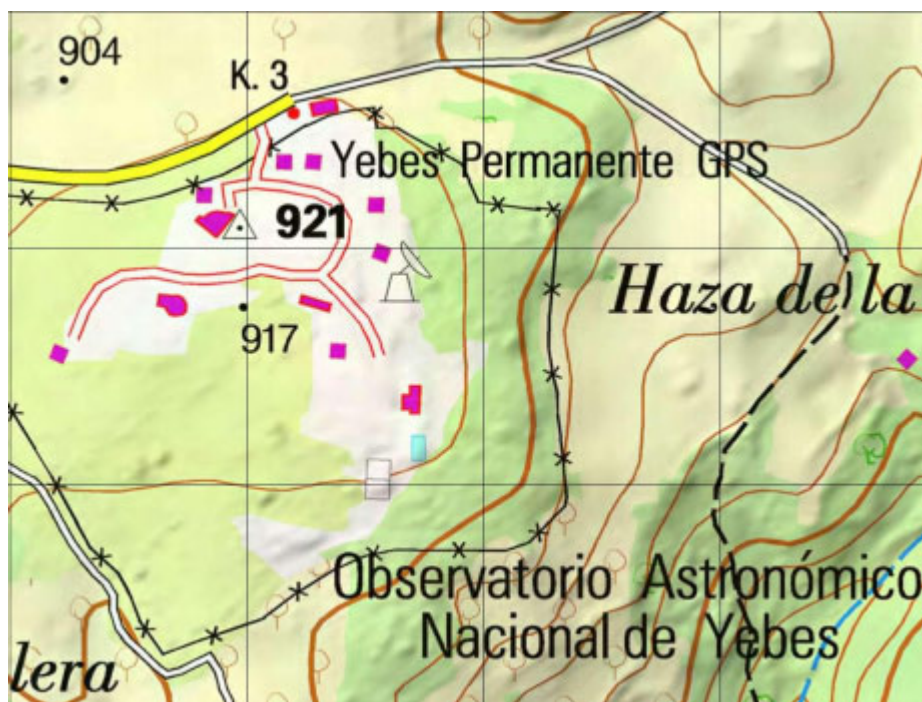 904
K. 3
Yebes Permanente GPS
921
Haza de la
917
Observatorio Astronómico
Nacional de Yebes
lera